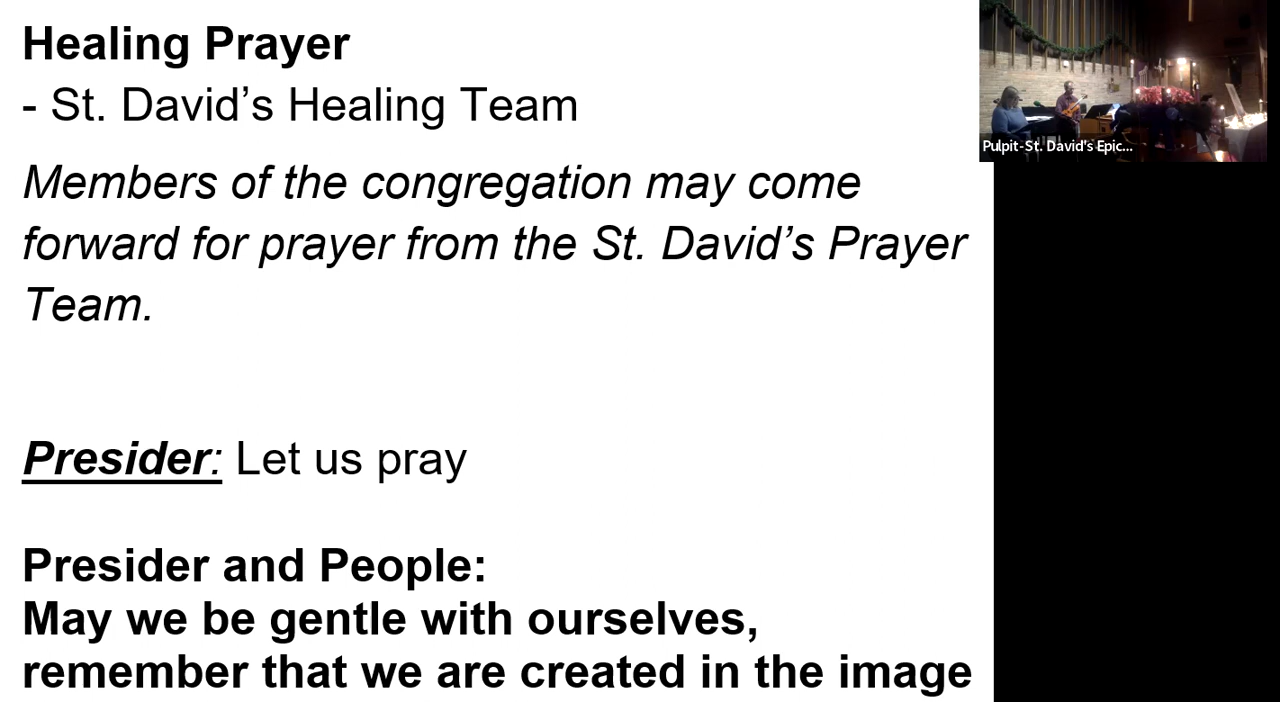 Healing Prayer
- St. David’s Healing Team
Members of the congregation may come
forward for prayer from the St. David’s Prayer
Team.
Presider: Let us pray
Presider and People:
May we be gentle with ourselves,
remember that we are created in the image
Pulpit-St. David's Epic...